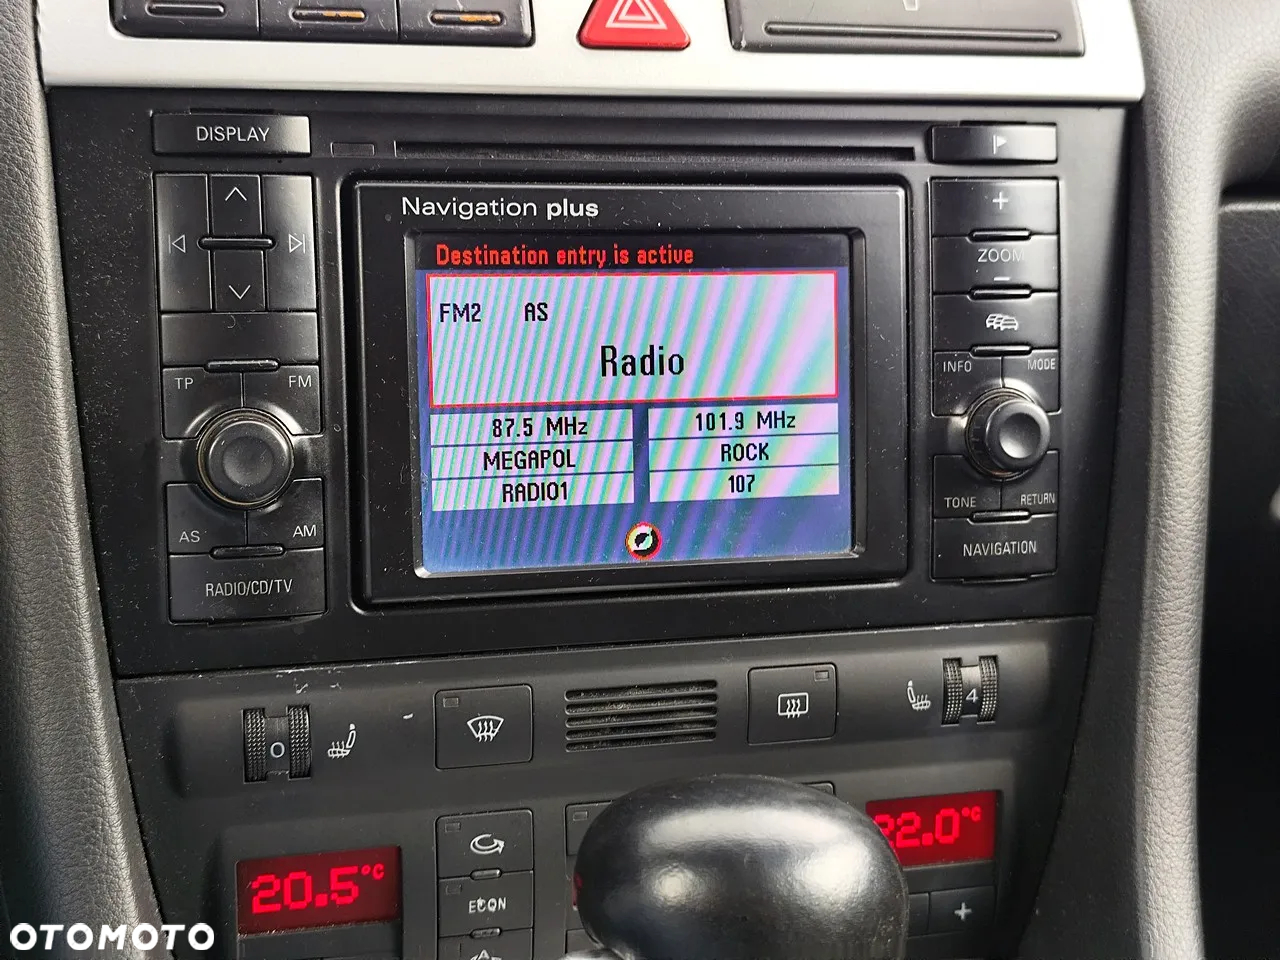 DISPLAY
Navigation plus
Destination entry is active
FM2 AS
Radio
87.5 MHz 101.9 MHz
MEGAPOL ROCK
RADIO1 107
TP FM
AS AM
RADIO/CD/TV
+
ZOOM
−
INFO MODE
TONE RETURN
NAVIGATION
0
4
20.5°C
22.0°C
ECON
+
OTOMOTO